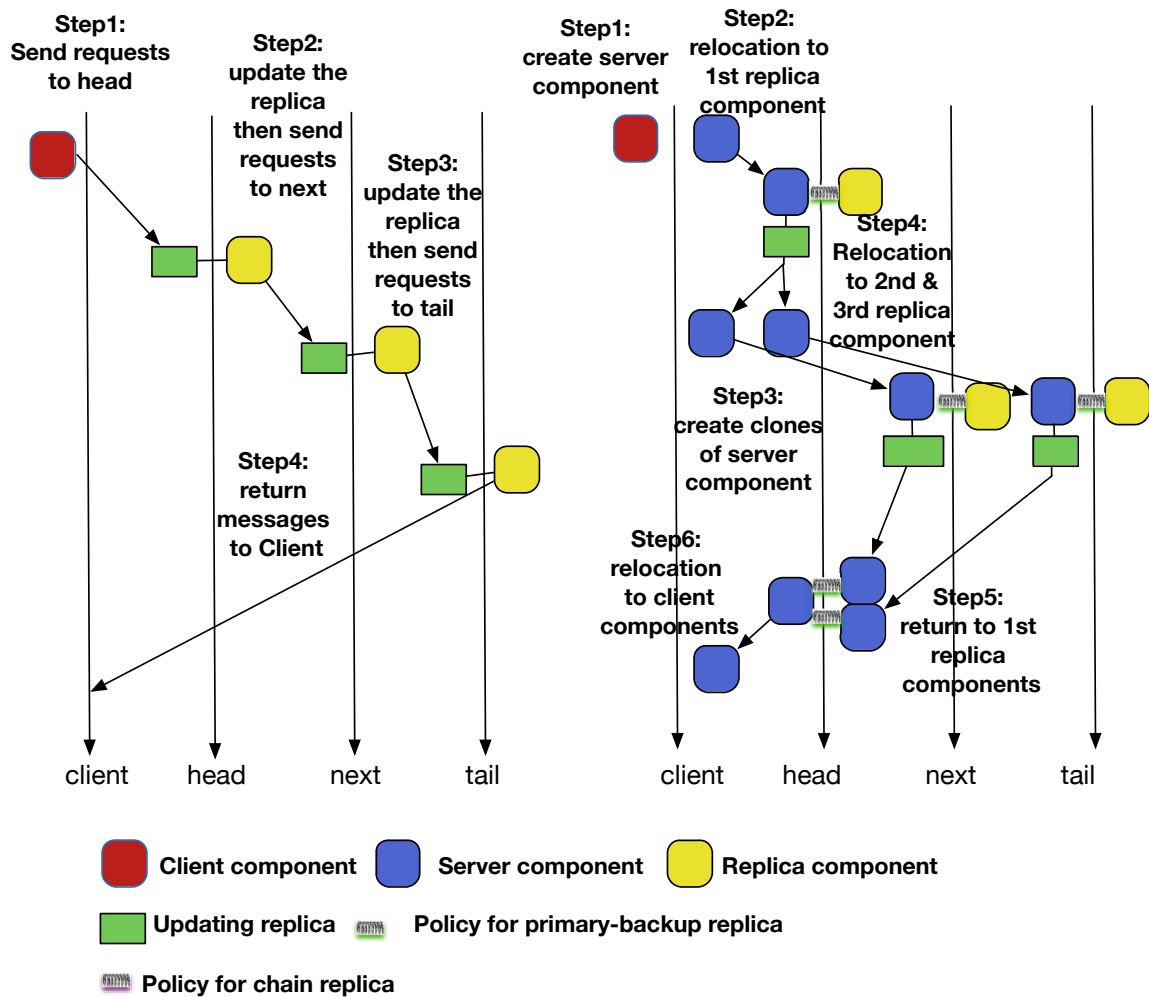 Step1:
Send requests
to head
Step2:
update the
replica
then send
requests
to next
Step3:
update the
replica
then send
requests
to tail
Step4:
return
messages
to Client
client
head
next
tail
Step1:
create server
component
Step2:
relocation to
1st replica
component
Step4:
Relocation
to 2nd &
3rd replica
component
Step3:
create clones
of server
component
Step6:
relocation
to client
components
Step5:
return to 1st
replica
components
client
head
next
tail
Client component
Server component
Replica component
Updating replica
Policy for primary-backup replica
Policy for chain replica